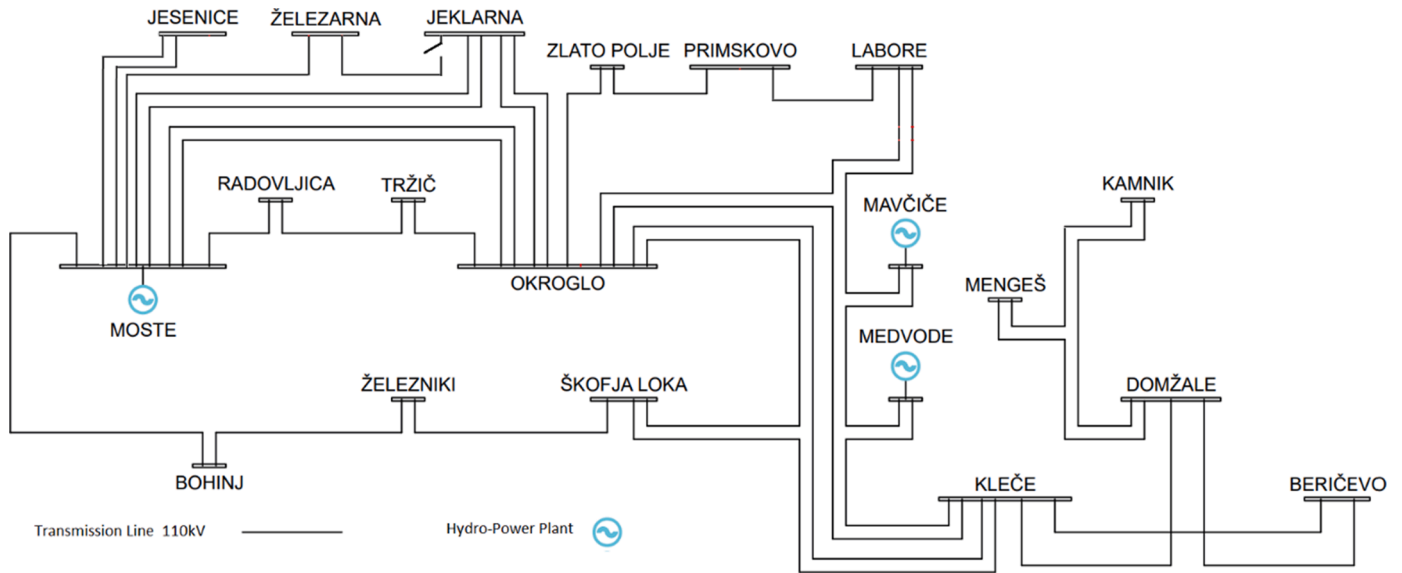 JESENICE
ŽELEZARNA
JEKLARNA
ZLATO POLJE
PRIMSKOVO
LABORE
RADOVLJICA
TRŽIČ
MAVČIČE
KAMNIK
OKROGLO
MENGEŠ
MOSTE
MEDVODE
ŽELEZNIKI
ŠKOFJA LOKA
DOMŽALE
BOHINJ
KLEČE
BERIČEVO
Transmission Line 110kV
Hydro-Power Plant